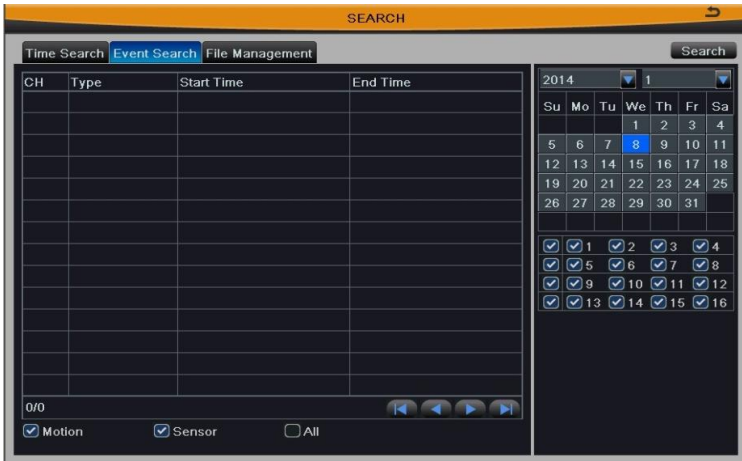 SEARCH
Time Search Event Search File Management Search
CH Type Start Time End Time
2014 1
Su Mo Tu We Th Fr Sa
1 2 3 4
5 6 7 8 9 10 11
12 13 14 15 16 17 18
19 20 21 22 23 24 25
26 27 28 29 30 31
1 2 3 4
5 6 7 8
9 10 11 12
13 14 15 16
0/0
Motion Sensor All